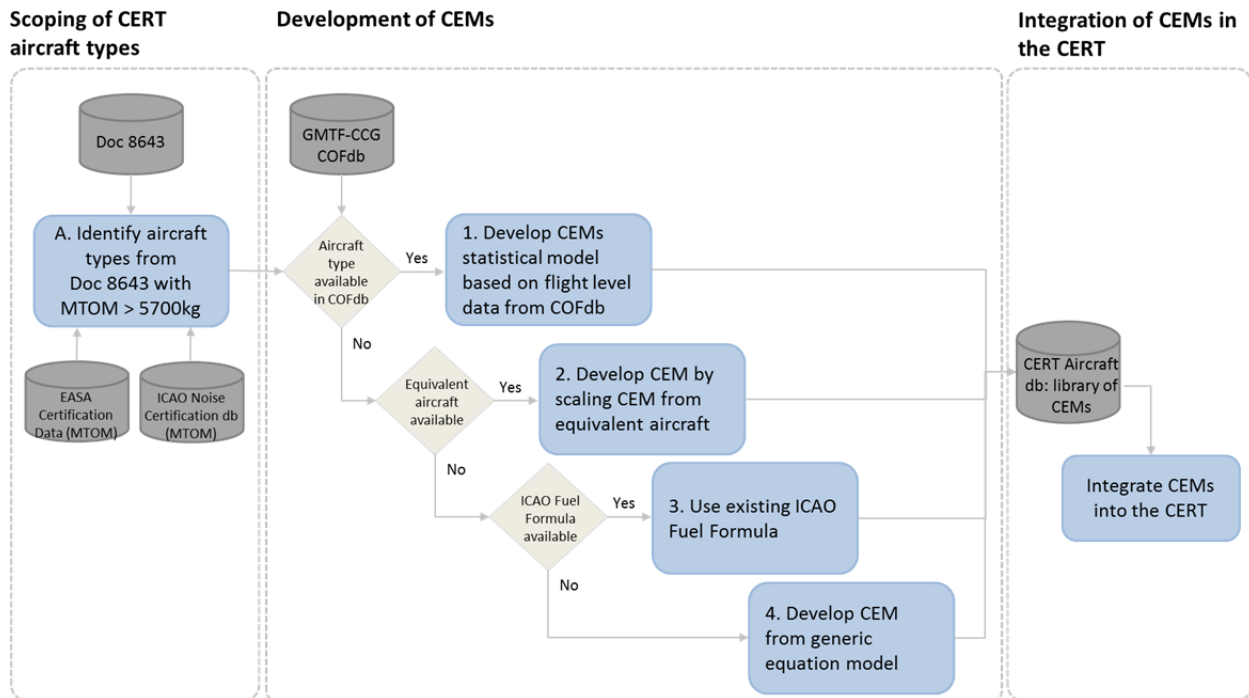 Scoping of CERT
aircraft types
Development of CEMs
Integration of CEMs in
the CERT
Doc 8643
A. Identify aircraft
types from
Doc 8643 with
MTOM > 5700kg
EASA
Certification
Data (MTOM)
ICAO Noise
Certification db
(MTOM)
GMTF-CCG
COFdb
Aircraft
type
available
in COFdb
Yes
1. Develop CEMs
statistical model
based on flight level
data from COFdb
No
Equivalent
aircraft
available
Yes
2. Develop CEM by
scaling CEM from
equivalent aircraft
No
ICAO Fuel
Formula
available
Yes
3. Use existing ICAO
Fuel Formula
No
4. Develop CEM
from generic
equation model
CERT Aircraft
db: library of
CEMs
Integrate CEMs
into the CERT